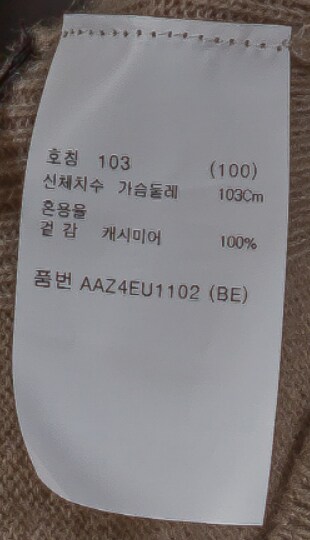 호칭 103 (100)
신체치수 가슴둘레 103Cm
혼용율
겉감 캐시미어 100%
품번 AAZ4EU1102 (BE)